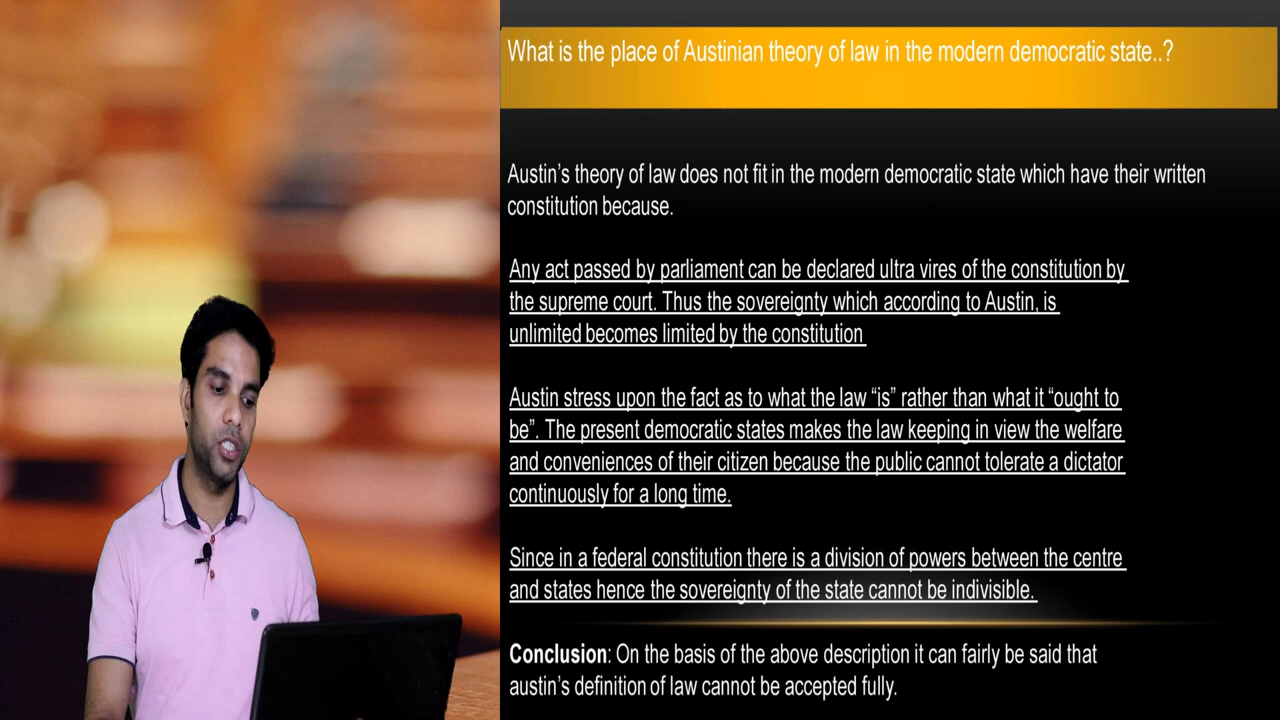 What is the place of Austinian theory of law in the modern democratic state..?
Austin's theory of law does not fit in the modern democratic state which have their written
constitution because.
Any act passed by parliament can be declared ultra vires of the constitution by
the supreme court. Thus the sovereignty which according to Austin, is
unlimited becomes limited by the constitution
Austin stress upon the fact as to what the law “is” rather than what it “ought to
be”. The present democratic states makes the law keeping in view the welfare
and conveniences of their citizen because the public cannot tolerate a dictator
continuously for a long time.
Since in a federal constitution there is a division of powers between the centre
and states hence the sovereignty of the state cannot be indivisible.
Conclusion: On the basis of the above description it can fairly be said that
austin's definition of law cannot be accepted fully.